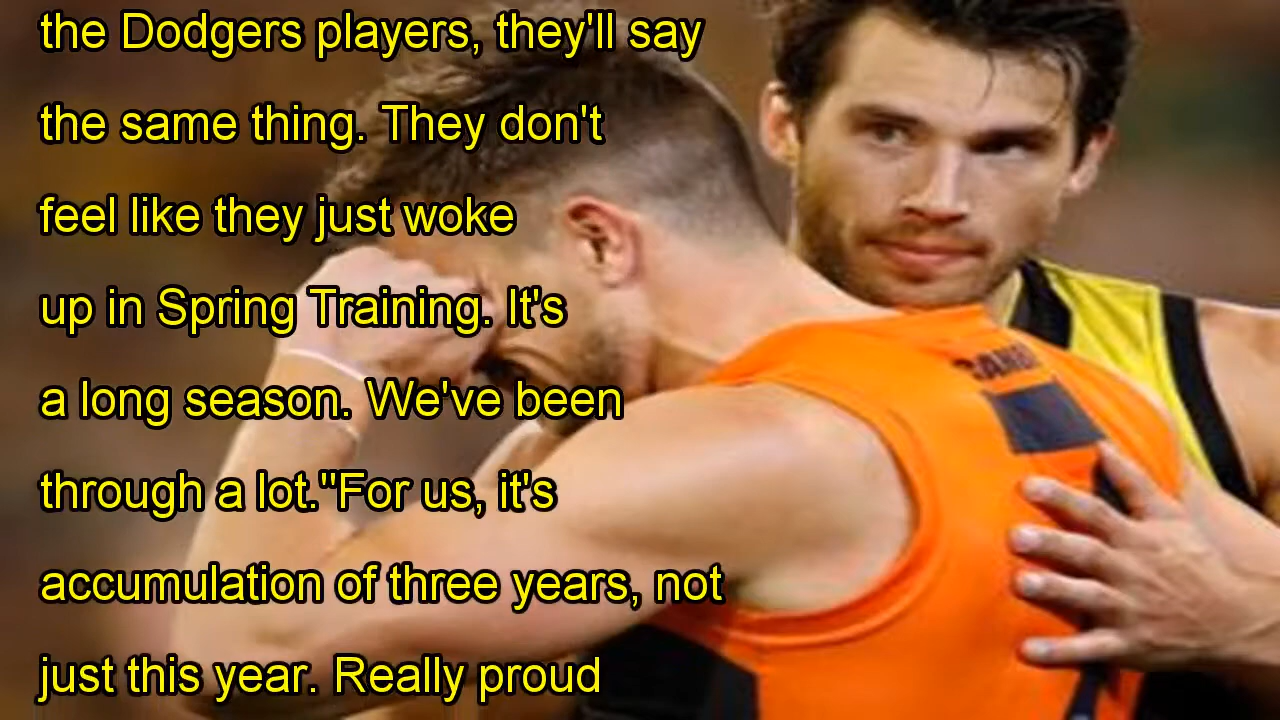 the Dodgers players, they'll say
the same thing. They don't
feel like they just woke
up in Spring Training. It's
a long season. We've been
through a lot."For us, it's
accumulation of three years, not
just this year. Really proud